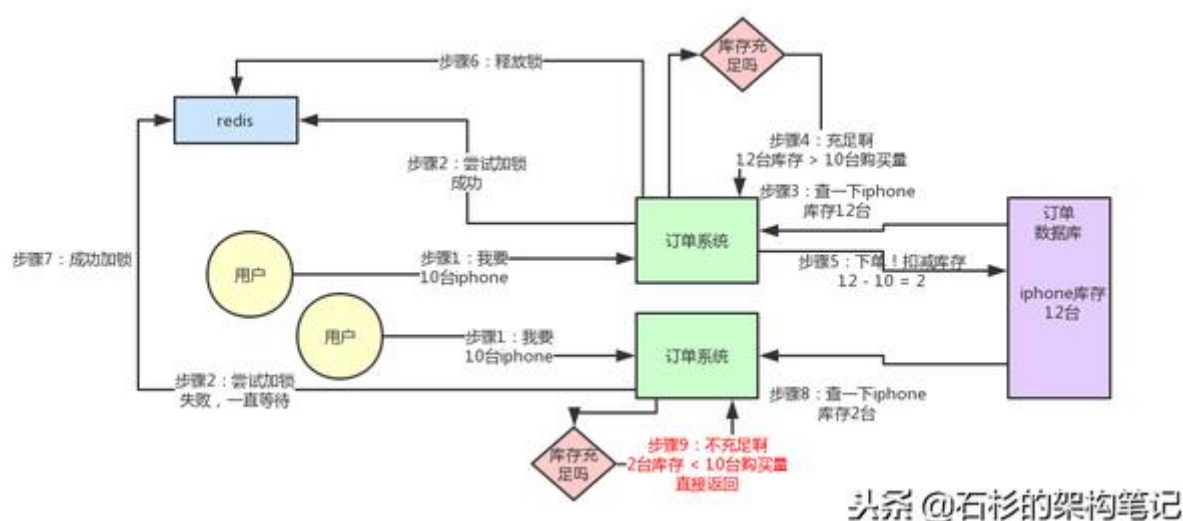 库存充
足吗
步骤6：释放锁
redis
步骤4：充足啊
12台库存 > 10台购买量
步骤2：尝试加锁
成功
步骤3：查一下iphone
库存12台
订单
数据库
订单系统
步骤7：成功加锁
用户
步骤1：我要
10台iphone
步骤5：下单！扣减库存
12 - 10 = 2
iphone库存
12台
用户
步骤1：我要
10台iphone
订单系统
步骤2：尝试加锁
失败，一直等待
步骤8：查一下iphone
库存2台
库存充
足吗
步骤9：不充足啊
2台库存 < 10台购买量
直接返回
头条 @石杉的架构笔记